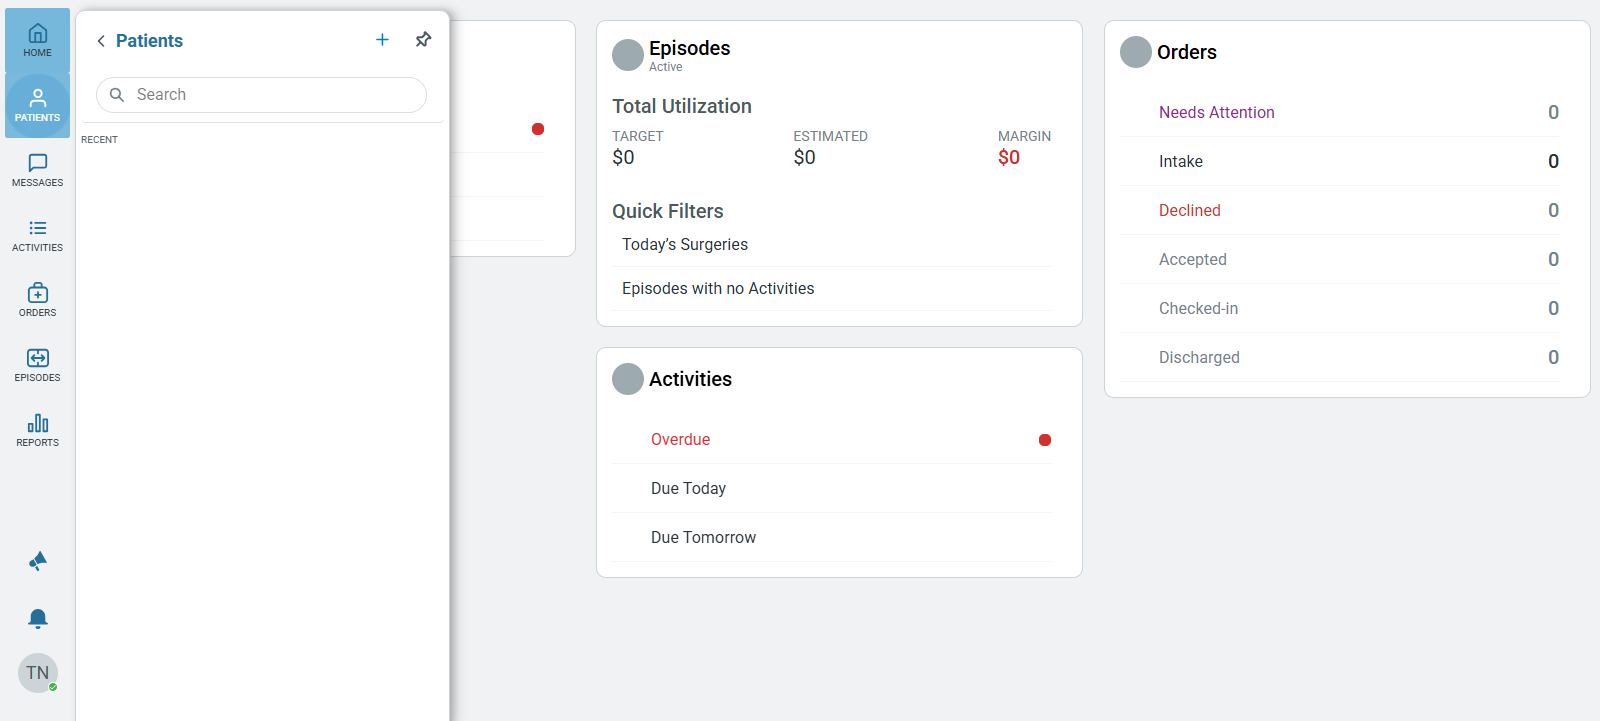 HOME
PATIENTS
MESSAGES
ACTIVITIES
ORDERS
EPISODES
REPORTS
TN
Patients
Search
RECENT
Episodes
Active
Total Utilization
TARGET ESTIMATED MARGIN
$0 $0 $0
Quick Filters
Today’s Surgeries
Episodes with no Activities
Activities
Overdue
Due Today
Due Tomorrow
Orders
Needs Attention 0
Intake 0
Declined 0
Accepted 0
Checked-in 0
Discharged 0